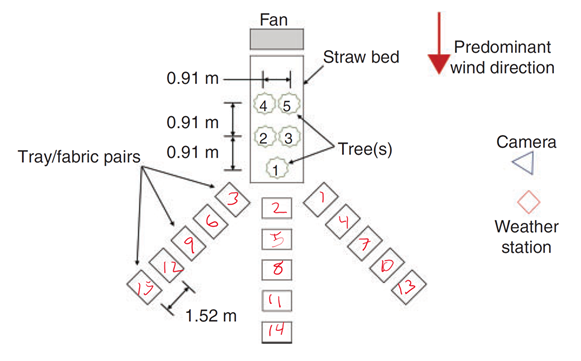 Fan
Straw bed
Predominant
wind direction
0.91 m
4 5
0.91 m
2 3
0.91 m
Tree(s)
1
Camera
Tray/fabric pairs
Weather
station
3 2 1
6 5 4
9 8 7
12 11 10
15 14 13
1.52 m